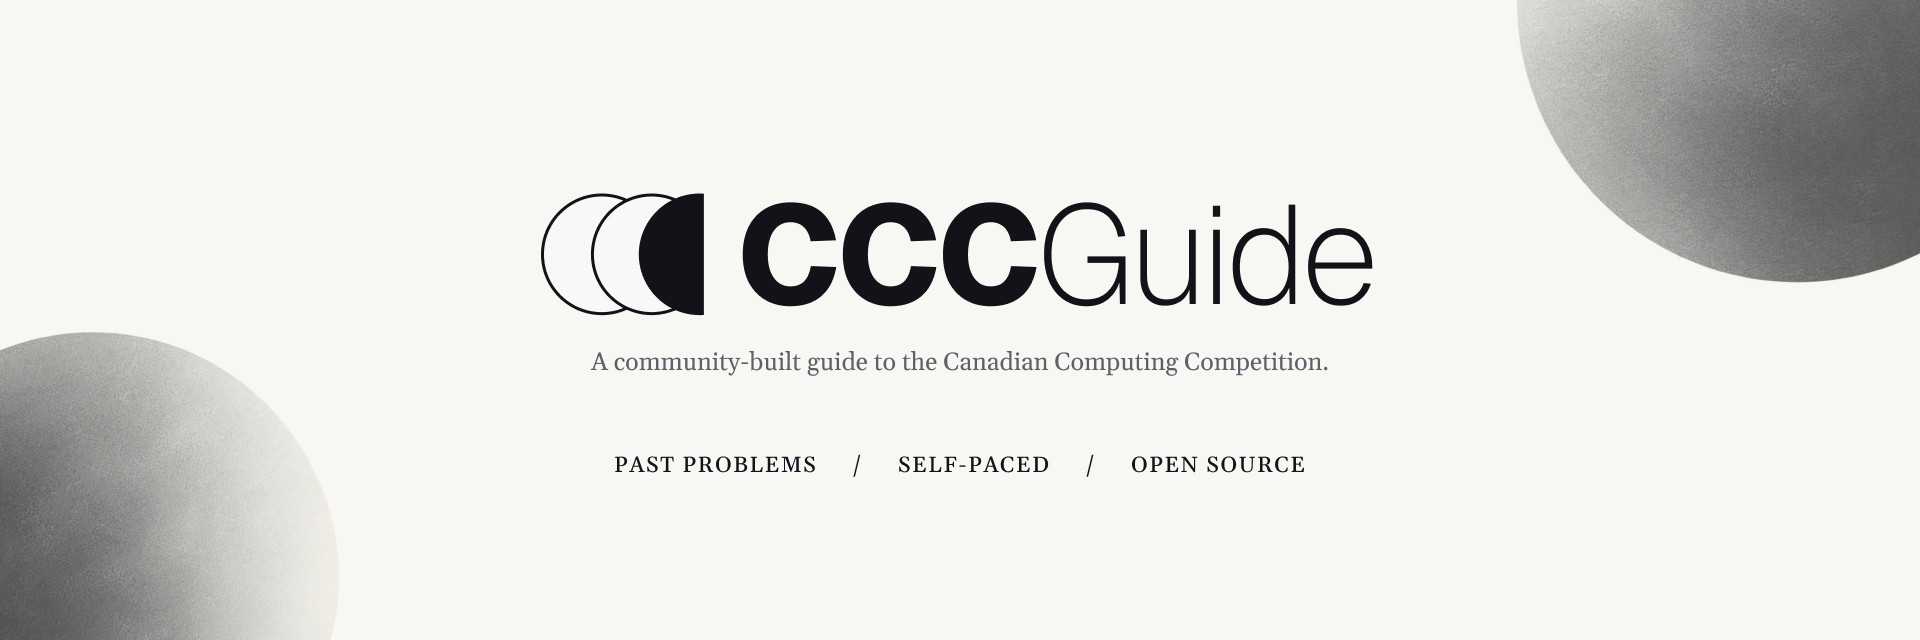 CCCGuide
A community-built guide to the Canadian Computing Competition.
PAST PROBLEMS / SELF-PACED / OPEN SOURCE